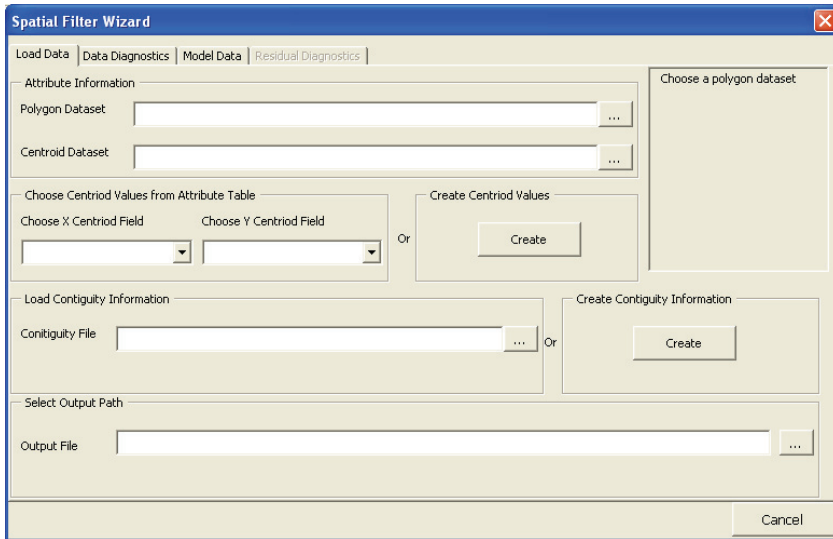 Spatial Filter Wizard
Load Data
Data Diagnostics
Model Data
Residual Diagnostics
Attribute Information
Polygon Dataset
...
Centroid Dataset
...
Choose a polygon dataset
Choose Centriod Values from Attribute Table
Choose X Centriod Field
Choose Y Centriod Field
Or
Create Centriod Values
Create
Load Contiguity Information
Conitiguity File
...
Or
Create Contiguity Information
Create
Select Output Path
Output File
...
Cancel